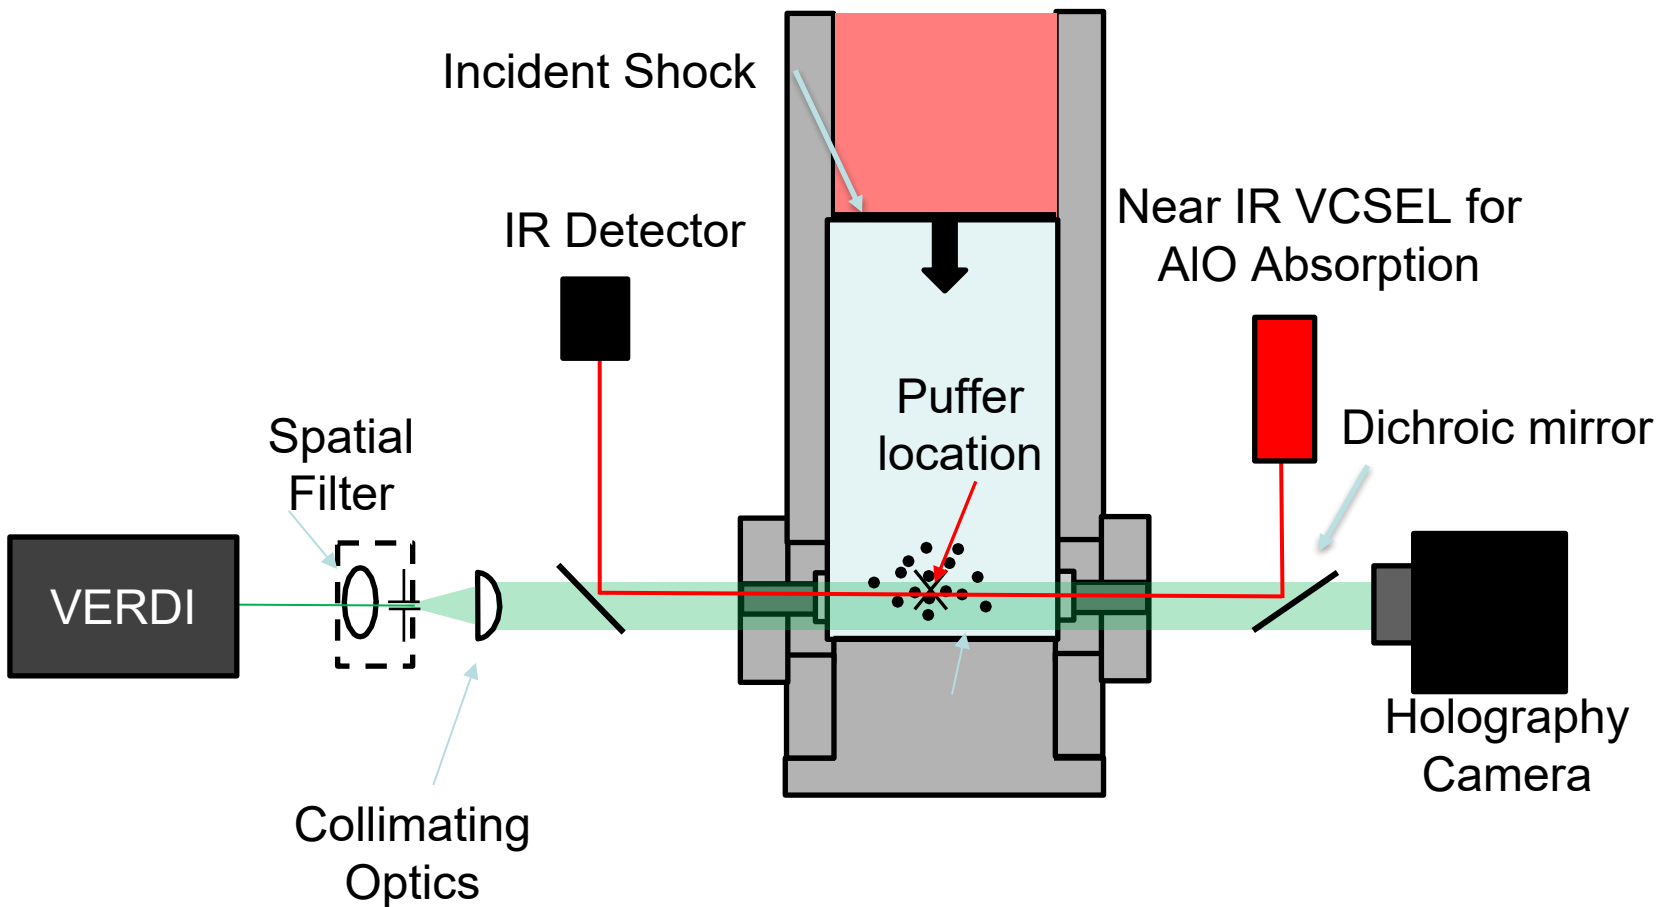 Incident Shock
IR Detector
Near IR VCSEL for
AlO Absorption
Puffer
location
Dichroic mirror
Spatial
Filter
VERDI
Holography
Camera
Collimating
Optics